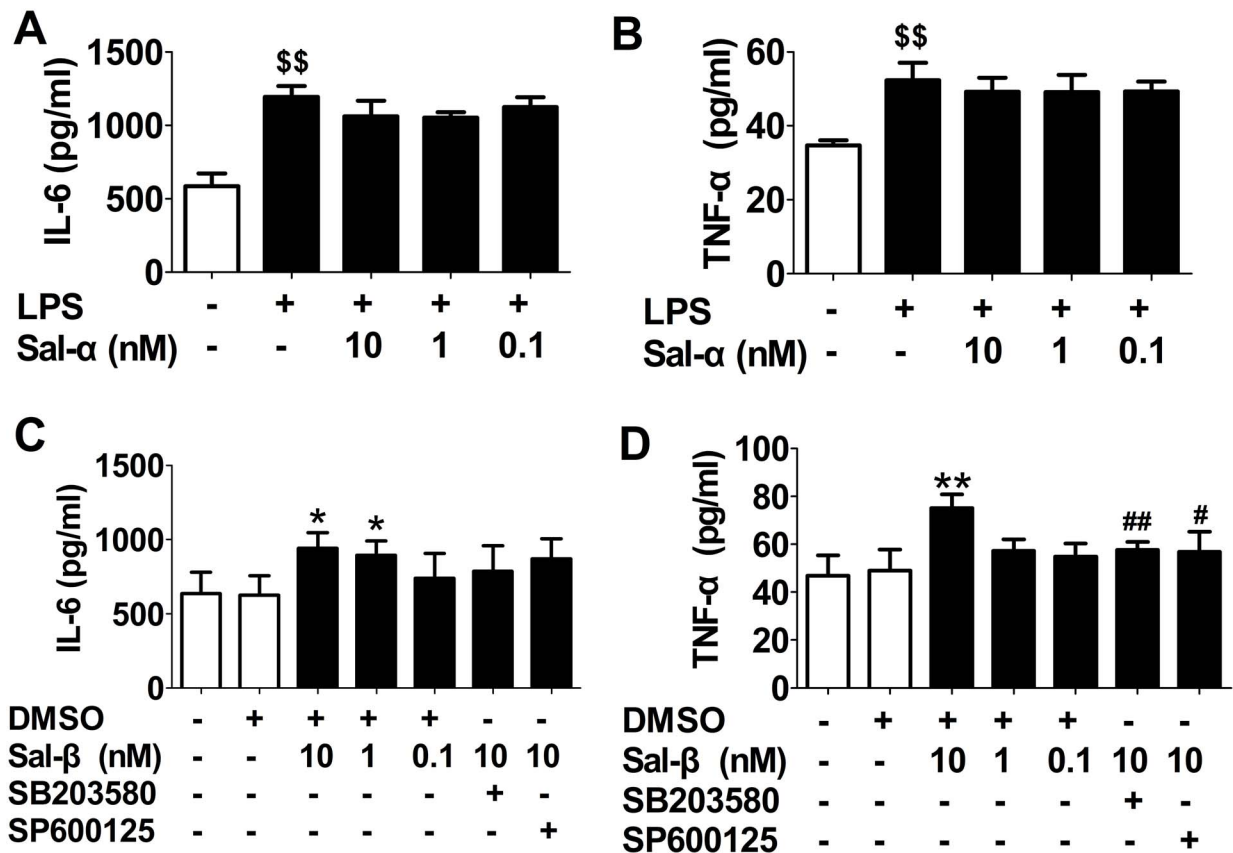 A
IL-6 (pg/ml)
1500
1000
500
0
$$
LPS - + + + +
Sal-α (nM) - - 10 1 0.1
B
TNF-α (pg/ml)
60
40
20
0
$$
LPS - + + + +
Sal-α (nM) - - 10 1 0.1
C
IL-6 (pg/ml)
1500
1000
500
0
* *
DMSO - + + + + - -
Sal-β (nM) - - 10 1 0.1 10 10
SB203580 - - - - - + -
SP600125 - - - - - - +
D
TNF-α (pg/ml)
100
80
60
40
20
0
** ## #
DMSO - + + + + - -
Sal-β (nM) - - 10 1 0.1 10 10
SB203580 - - - - - + -
SP600125 - - - - - - +